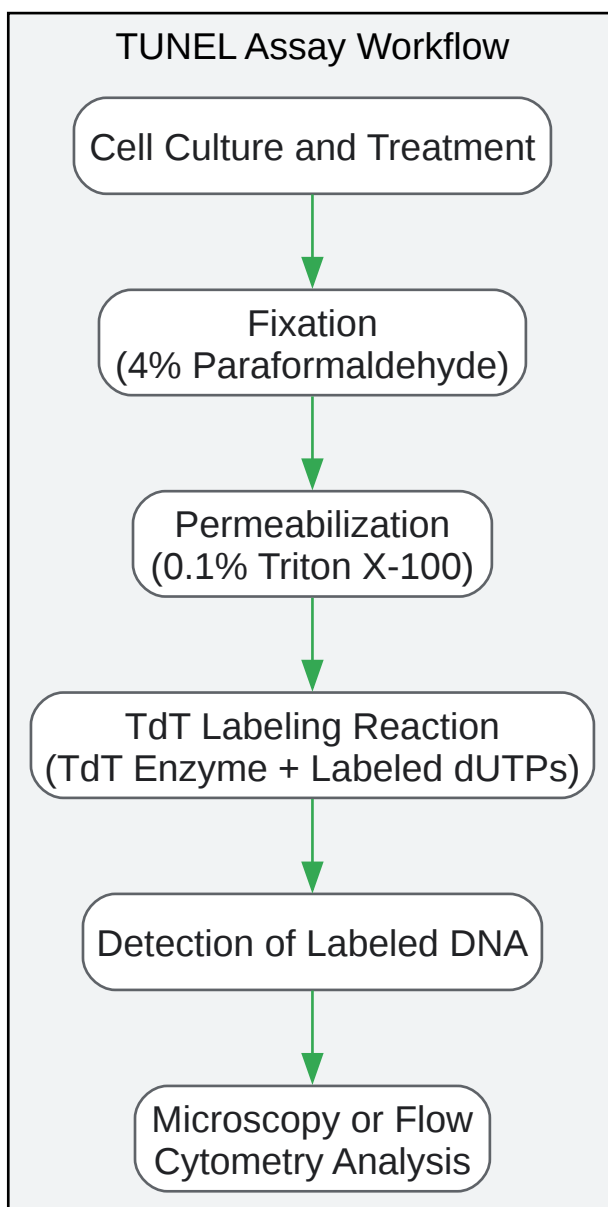 TUNEL Assay Workflow
Cell Culture and Treatment
Fixation
(4% Paraformaldehyde)
Permeabilization
(0.1% Triton X-100)
TdT Labeling Reaction
(TdT Enzyme + Labeled dUTPs)
Detection of Labeled DNA
Microscopy or Flow
Cytometry Analysis